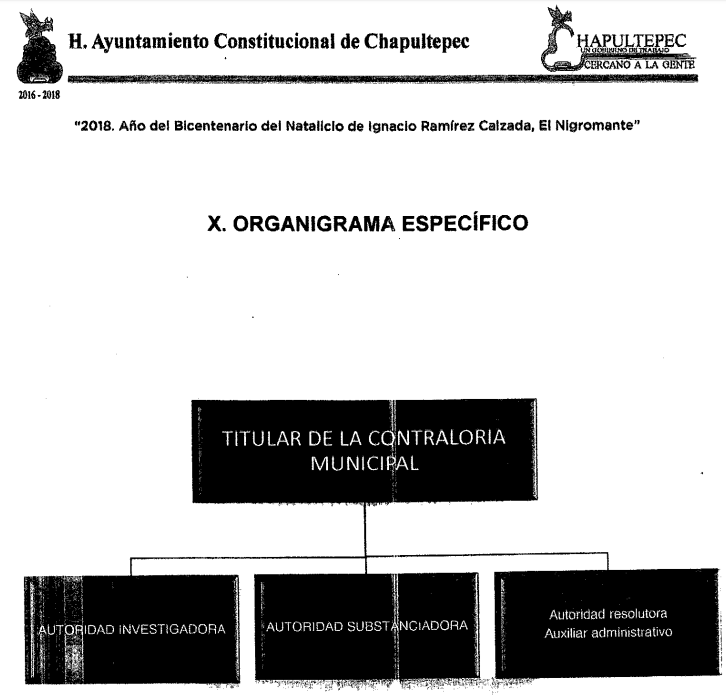 H. Ayuntamiento Constitucional de Chapultepec
HAPULTEPEC
UN GOBIERNO DE TRABAJO
CERCANO A LA GENTE
2016 - 2018
"2018. Año del Bicentenario del Natalicio de Ignacio Ramírez Calzada, El Nigromante"
X. ORGANIGRAMA ESPECÍFICO
TITULAR DE LA CONTRALORIA
MUNICIPAL
AUTORIDAD INVESTIGADORA
AUTORIDAD SUBSTANCIADORA
Autoridad resolutora
Auxiliar administrativo